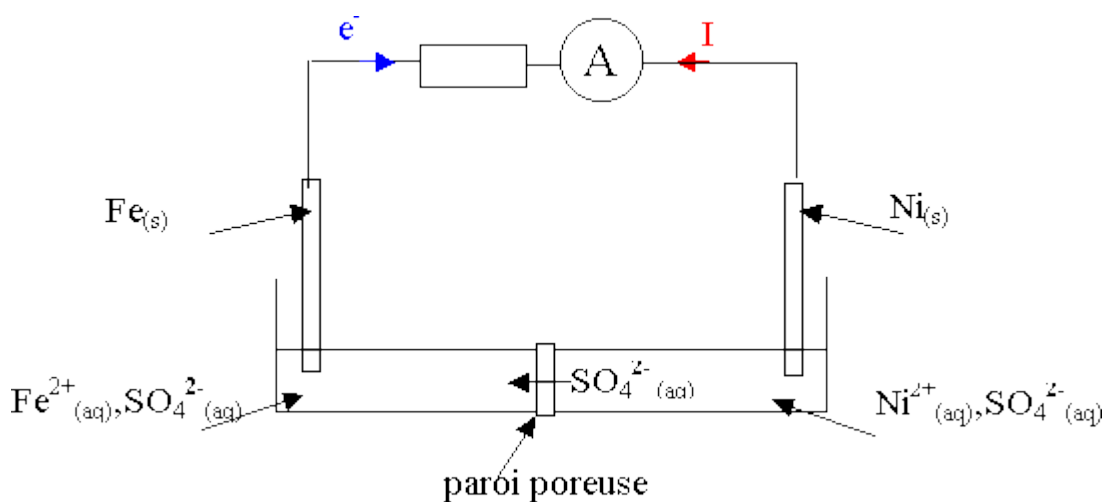 e⁻
I
A
Fe(s)
Ni(s)
SO₄²⁻(aq)
Fe²⁺(aq),SO₄²⁻(aq)
Ni²⁺(aq),SO₄²⁻(aq)
paroi poreuse